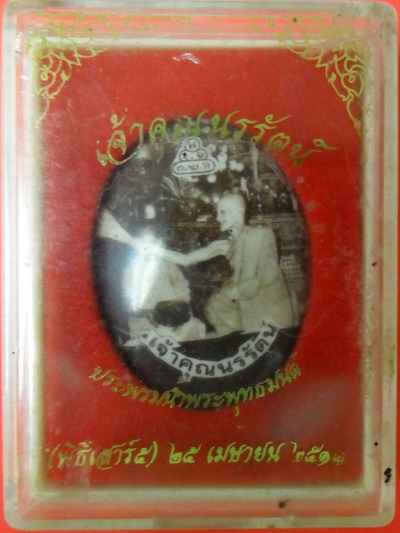 เจ้าคุณนรรัตน์
เจ้าคุณนรรัตน
ประพรมน้ำพระพุทธมนต์
(พิธีเสาร์๕) ๒๕ เมษายน